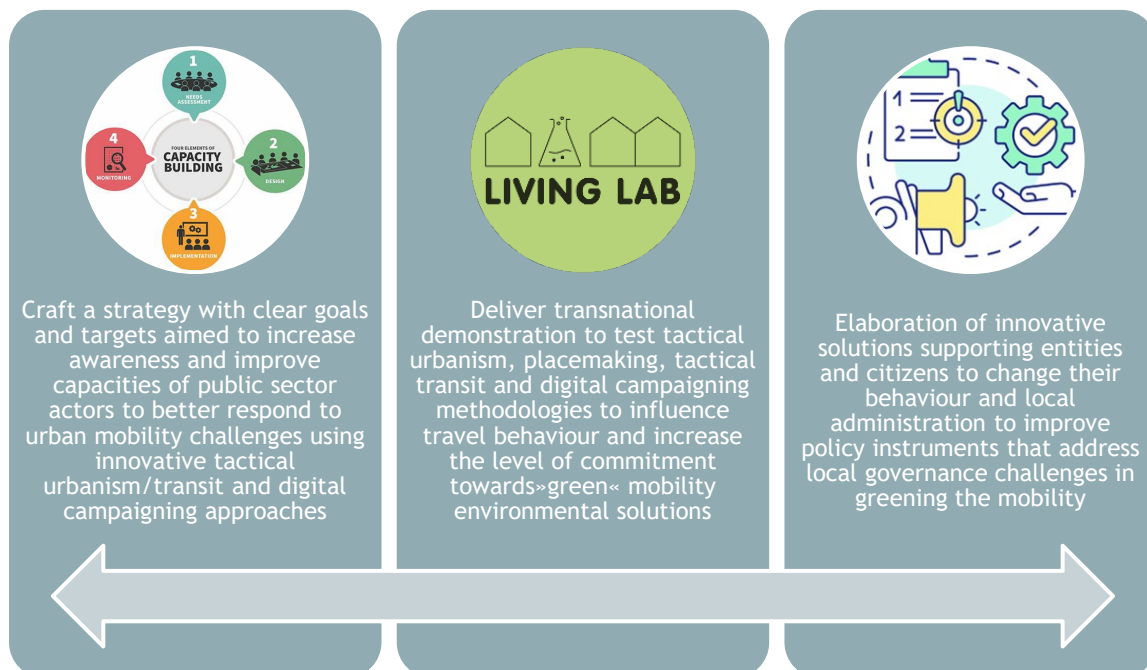 1
NEEDS
ASSESSMENT
2
DESIGN
3
IMPLEMENTATION
4
MONITORING
FOUR ELEMENTS OF
CAPACITY
BUILDING
Craft a strategy with clear goals
and targets aimed to increase
awareness and improve
capacities of public sector
actors to better respond to
urban mobility challenges using
innovative tactical
urbanism/transit and digital
campaigning approaches
LIVING LAB
Deliver transnational
demonstration to test tactical
urbanism, placemaking, tactical
transit and digital campaigning
methodologies to influence
travel behaviour and increase
the level of commitment
towards»green« mobility
environmental solutions
1
2
Elaboration of innovative
solutions supporting entities
and citizens to change their
behaviour and local
administration to improve
policy instruments that address
local governance challenges in
greening the mobility